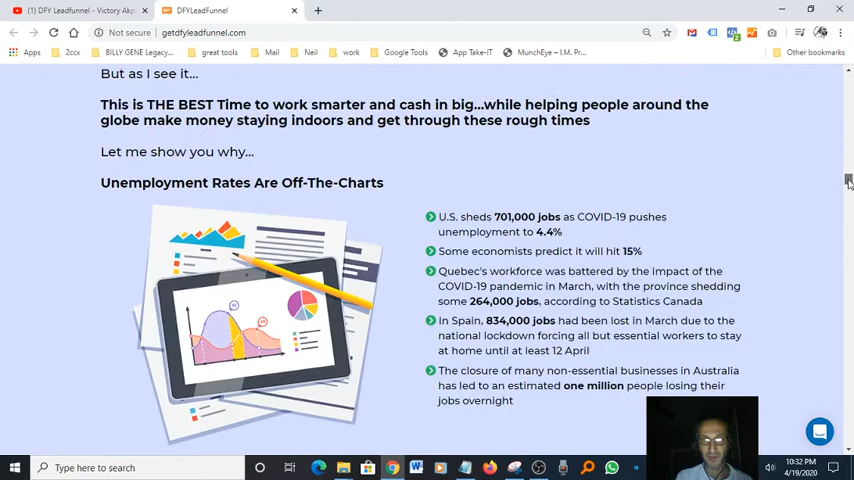 (1) DFY Leadfunnel - Victory Akp
DFYLeadFunnel
Not secure | getdfyleadfunnel.com
Apps
2ccx
BILLY GENE Legacy...
great tools
Mail
Neil
work
Google Tools
App Take-IT
MunchEye – I.M. Pr...
Other bookmarks
But as I see it...
This is THE BEST Time to work smarter and cash in big...while helping people around the
globe make money staying indoors and get through these rough times
Let me show you why...
Unemployment Rates Are Off-The-Charts
U.S. sheds 701,000 jobs as COVID-19 pushes
unemployment to 4.4%
Some economists predict it will hit 15%
Quebec's workforce was battered by the impact of the
COVID-19 pandemic in March, with the province shedding
some 264,000 jobs, according to Statistics Canada
In Spain, 834,000 jobs had been lost in March due to the
national lockdown forcing all but essential workers to stay
at home until at least 12 April
The closure of many non-essential businesses in Australia
has led to an estimated one million people losing their
jobs overnight
Type here to search
10:32 PM
4/19/2020